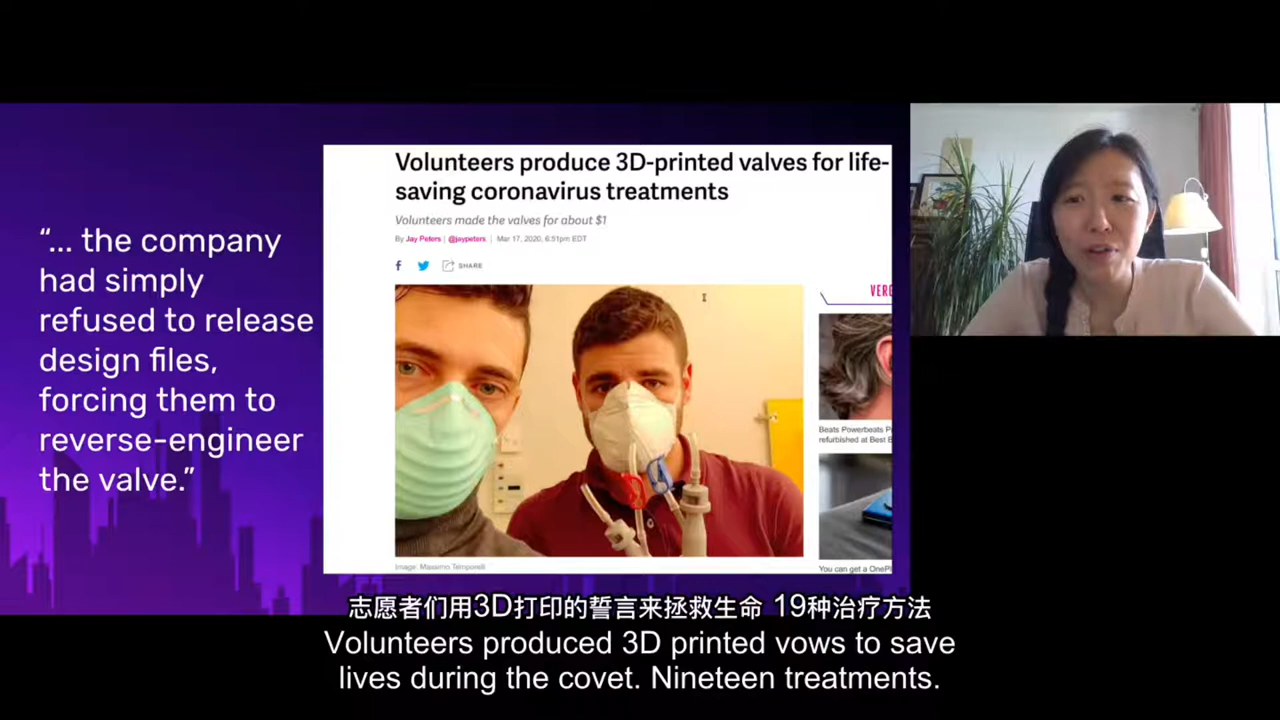 “... the company
had simply
refused to release
design files,
forcing them to
reverse-engineer
the valve.”
Volunteers produce 3D-printed valves for life-
saving coronavirus treatments
Volunteers made the valves for about $1
By Jay Peters | @jaypeters | Mar 17, 2020, 6:51pm EDT
SHARE
VERG
Beats Powerbeats P
refurbished at Best B
You can get a OnePl
Image: Massimo Temporelli
志愿者们用3D打印的誓言来拯救生命 19种治疗方法
Volunteers produced 3D printed vows to save
lives during the covet. Nineteen treatments.